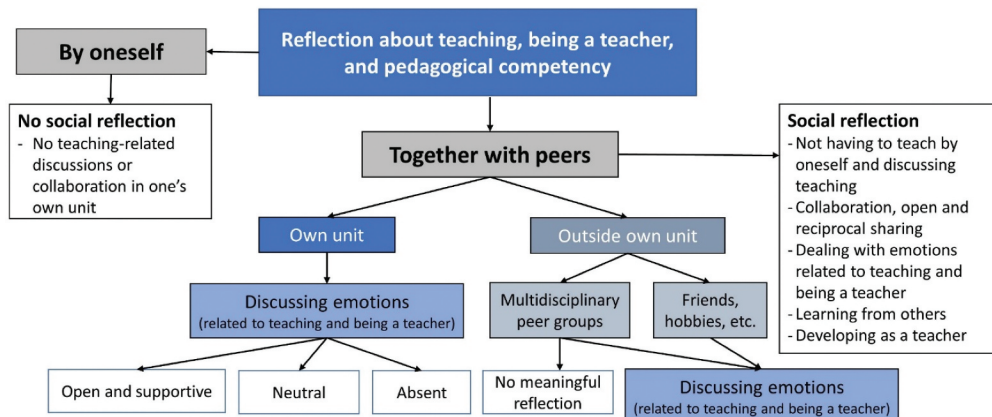 Reflection about teaching, being a teacher,
and pedagogical competency
By oneself
No social reflection
- No teaching-related
discussions or
collaboration in one's
own unit
Together with peers
Social reflection
- Not having to teach by
oneself and discussing
teaching
- Collaboration, open and
reciprocal sharing
- Dealing with emotions
related to teaching and
being a teacher
- Learning from others
- Developing as a teacher
Own unit
Outside own unit
Discussing emotions
(related to teaching and being a teacher)
Multidisciplinary
peer groups
Friends,
hobbies, etc.
Open and supportive
Neutral
Absent
No meaningful
reflection
Discussing emotions
(related to teaching and being a teacher)